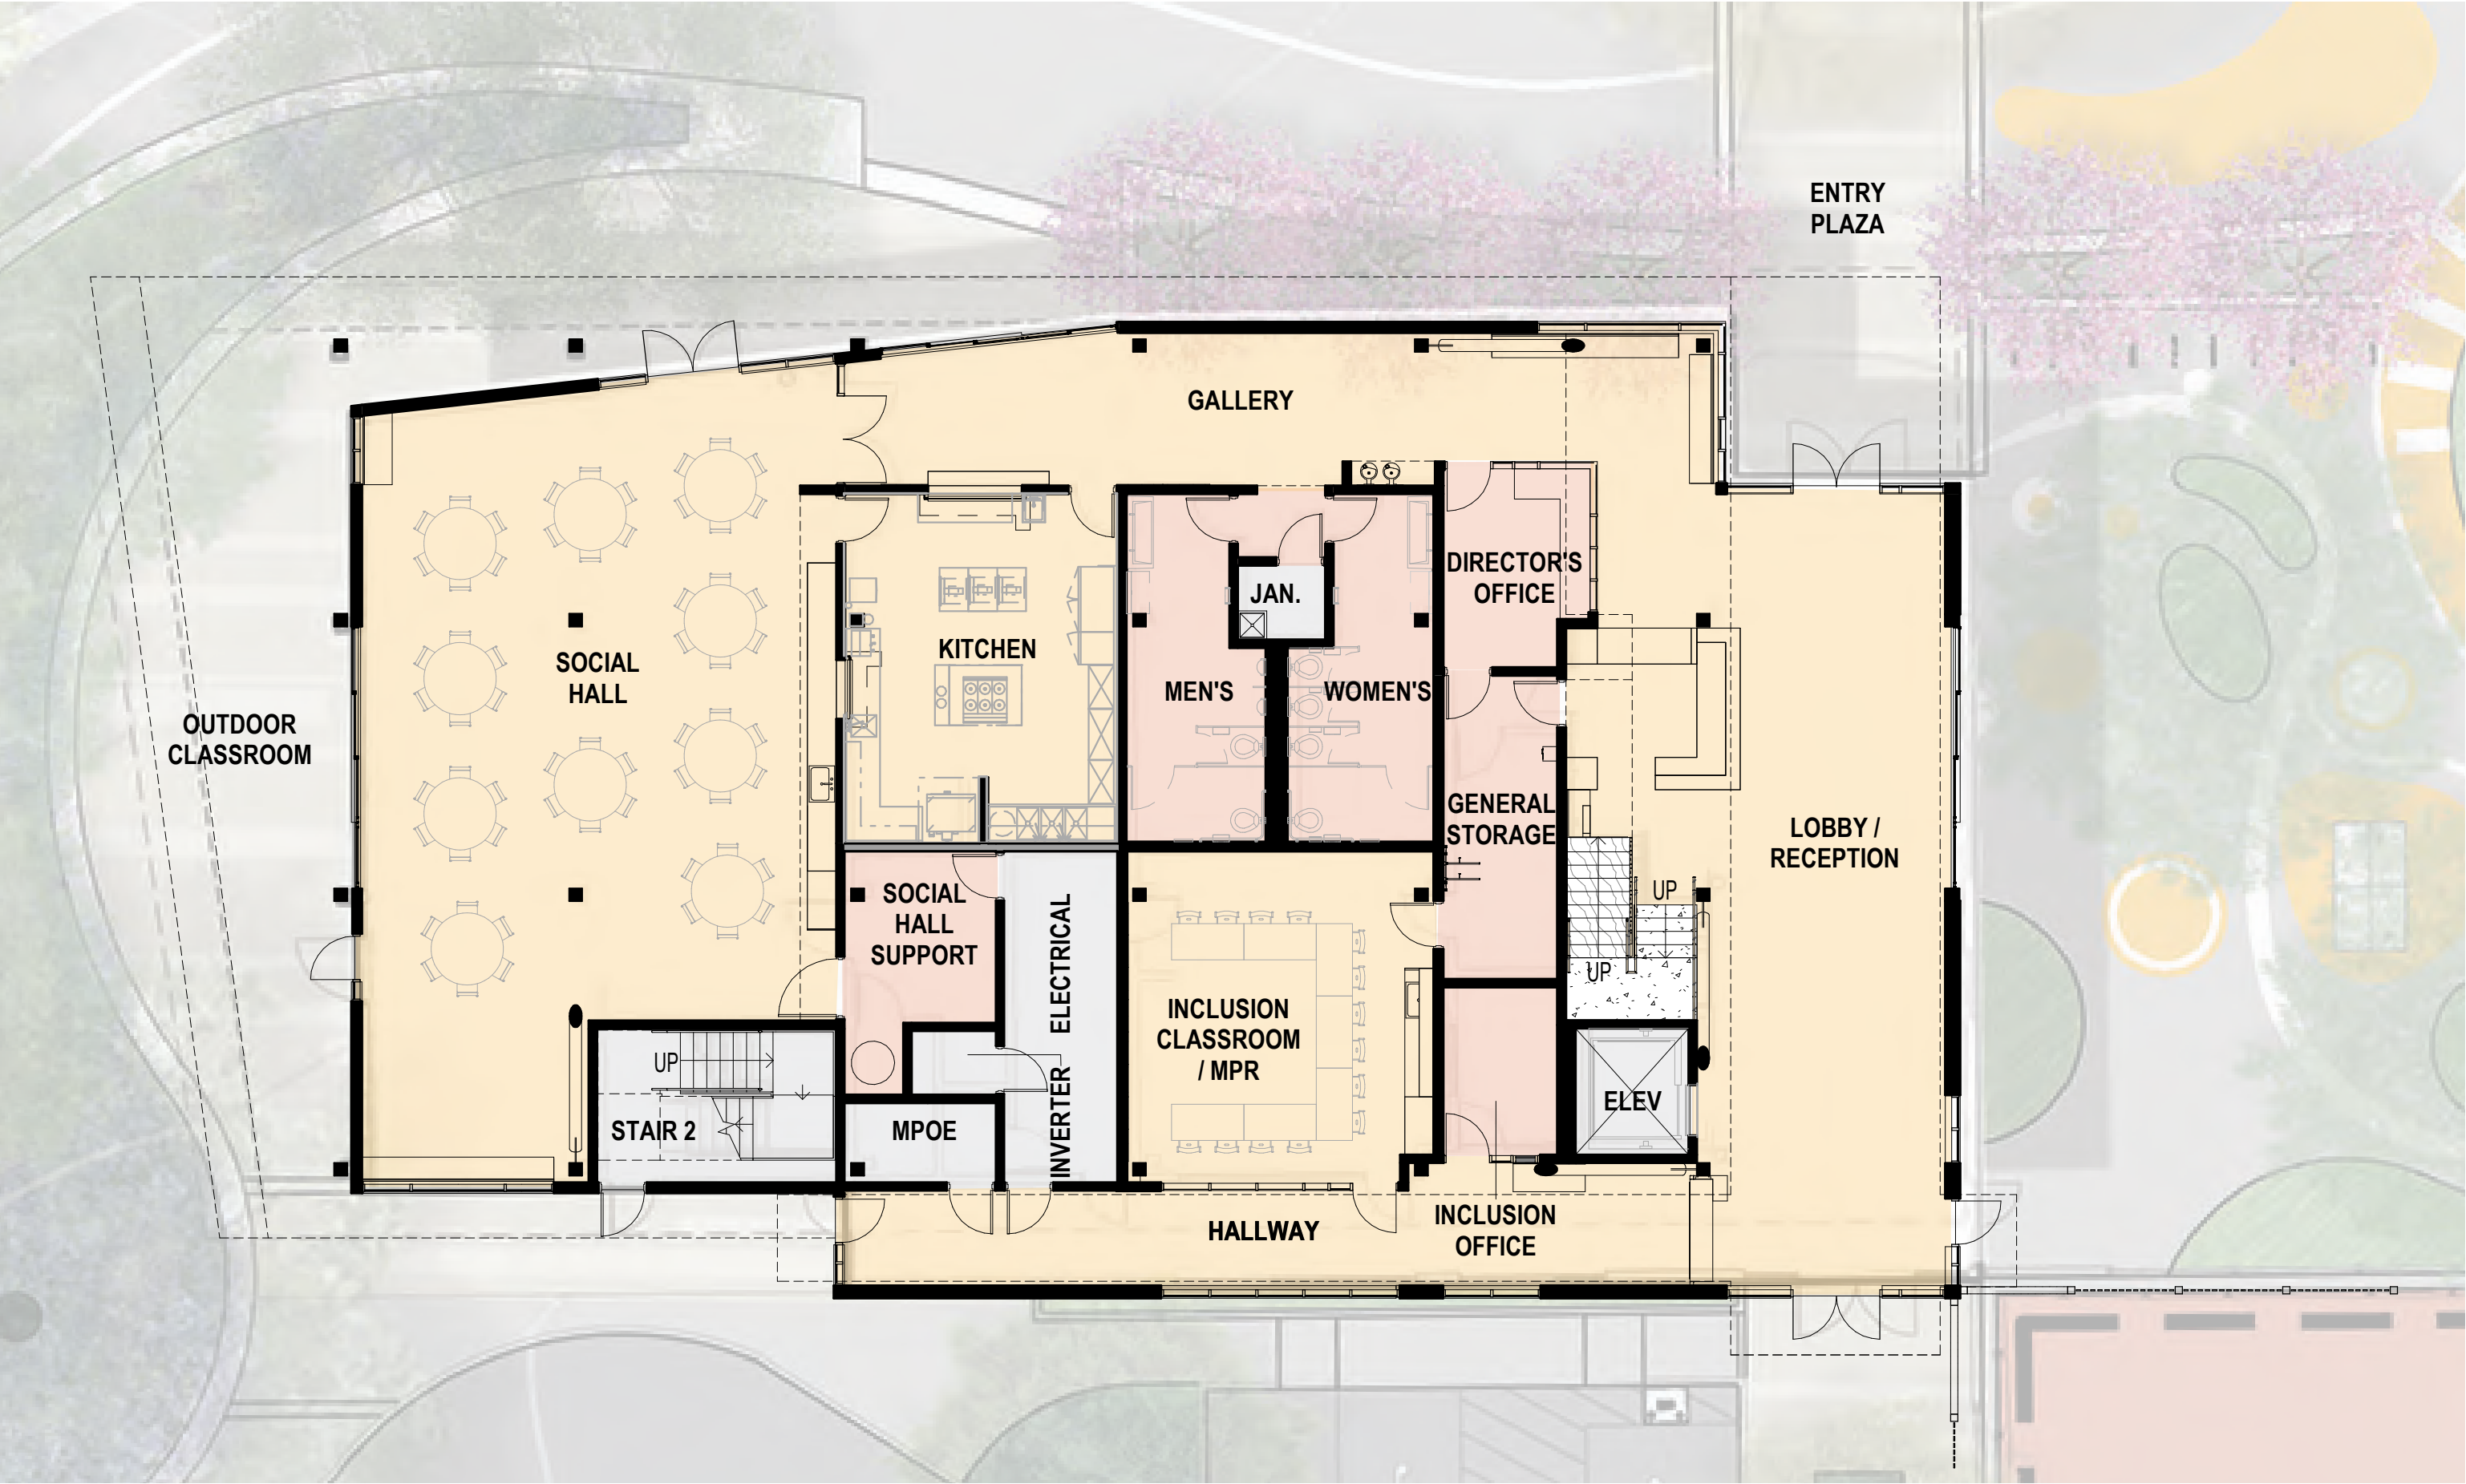 ENTRY
PLAZA
GALLERY
DIRECTOR'S
OFFICE
JAN.
KITCHEN
SOCIAL
HALL
MEN'S
WOMEN'S
OUTDOOR
CLASSROOM
GENERAL
STORAGE
LOBBY /
RECEPTION
UP
SOCIAL
HALL
SUPPORT
ELECTRICAL
UP
INCLUSION
CLASSROOM
/ MPR
UP
ELEV
STAIR 2
MPOE
INVERTER
HALLWAY
INCLUSION
OFFICE